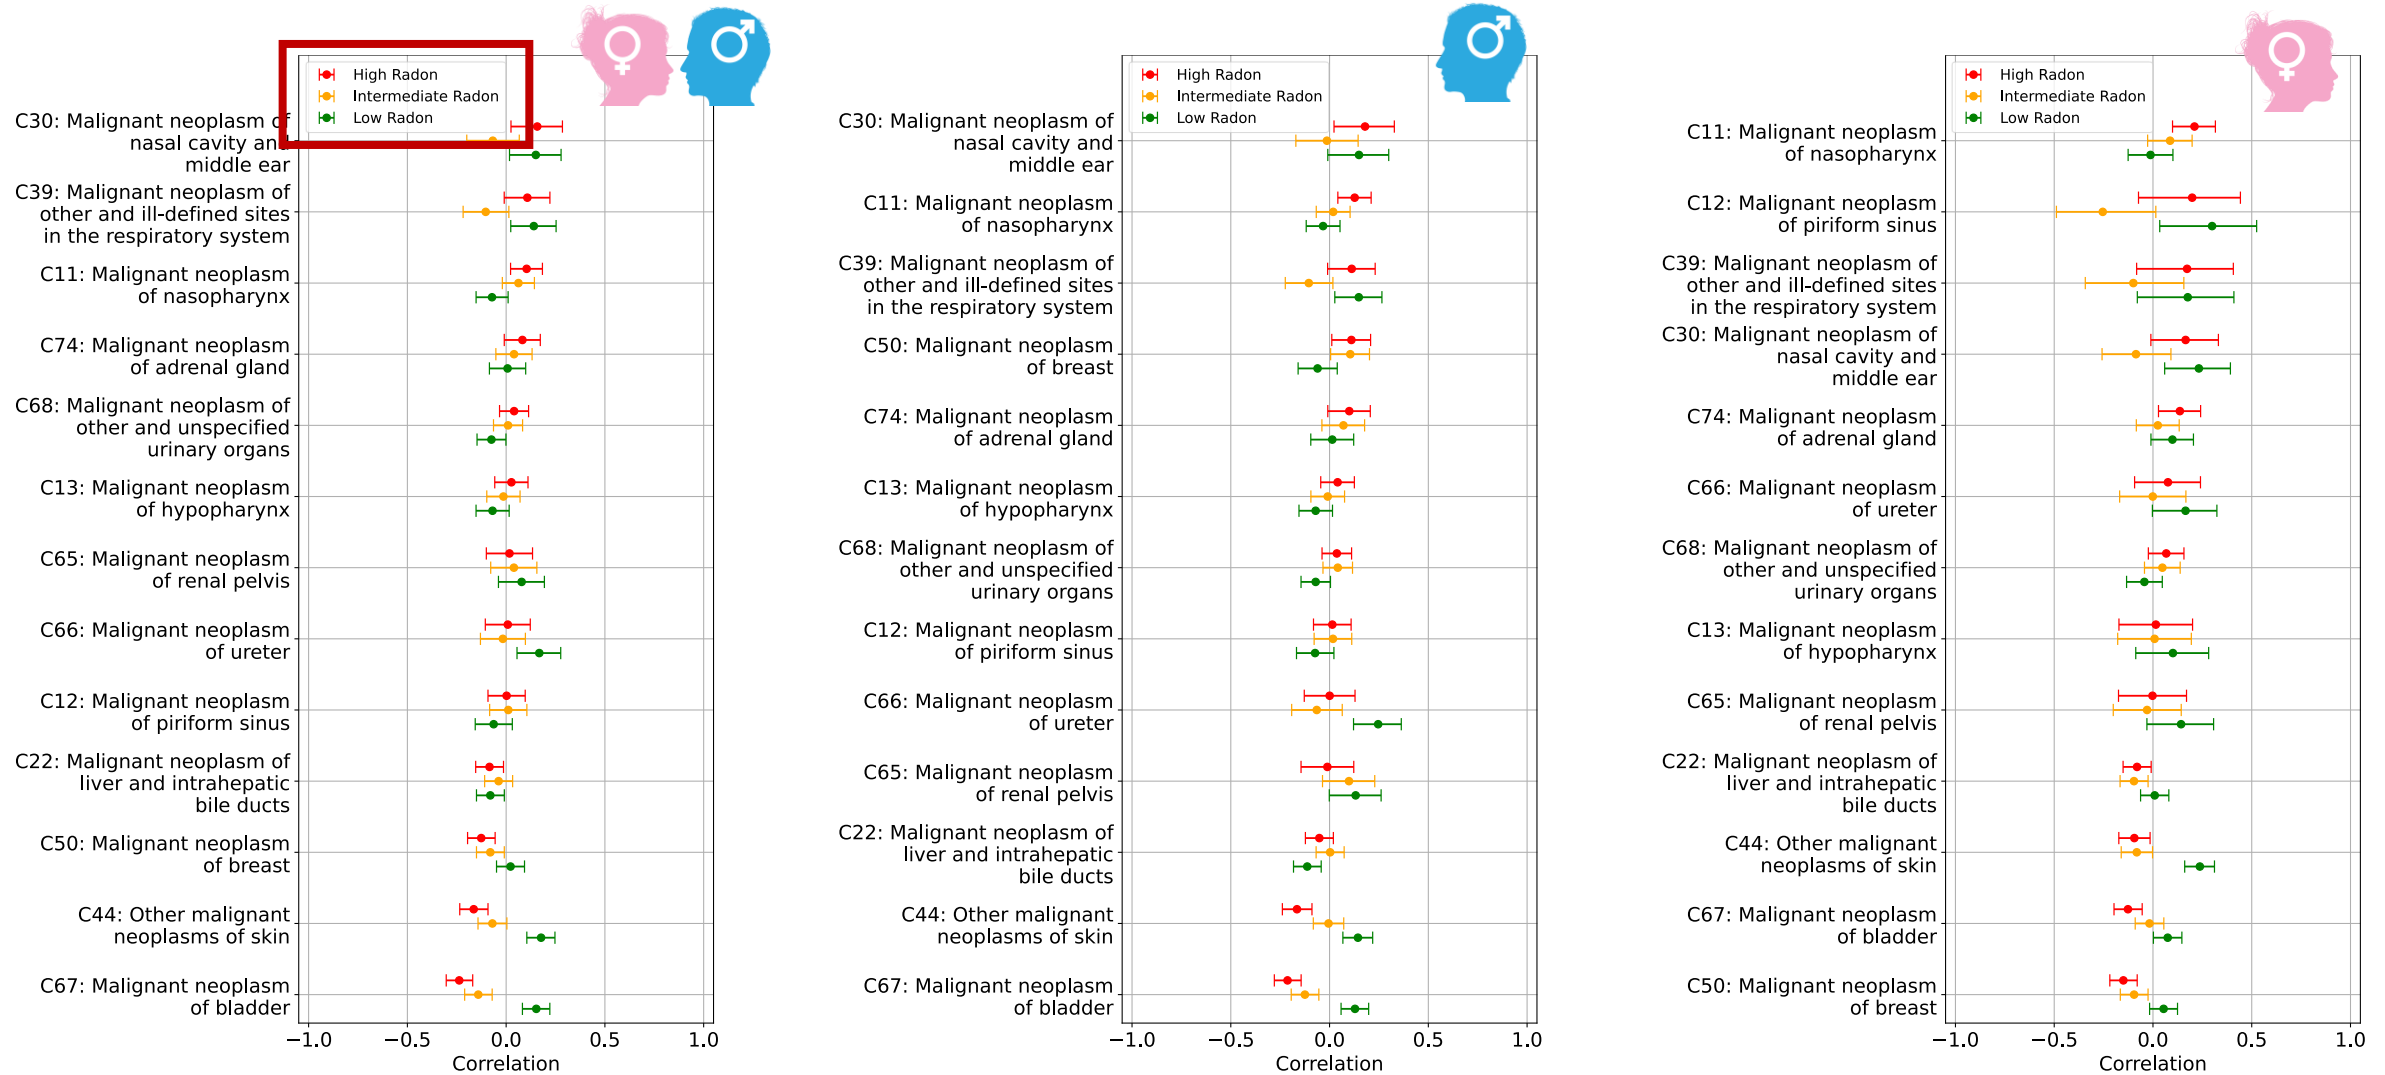 High Radon
Intermediate Radon
Low Radon
C30: Malignant neoplasm of
nasal cavity and
middle ear
C39: Malignant neoplasm of
other and ill-defined sites
in the respiratory system
C11: Malignant neoplasm
of nasopharynx
C74: Malignant neoplasm
of adrenal gland
C68: Malignant neoplasm of
other and unspecified
urinary organs
C13: Malignant neoplasm
of hypopharynx
C65: Malignant neoplasm
of renal pelvis
C66: Malignant neoplasm
of ureter
C12: Malignant neoplasm
of piriform sinus
C22: Malignant neoplasm of
liver and intrahepatic
bile ducts
C50: Malignant neoplasm
of breast
C44: Other malignant
neoplasms of skin
C67: Malignant neoplasm
of bladder
−1.0 −0.5 0.0 0.5 1.0
Correlation
High Radon
Intermediate Radon
Low Radon
C30: Malignant neoplasm of
nasal cavity and
middle ear
C11: Malignant neoplasm
of nasopharynx
C39: Malignant neoplasm of
other and ill-defined sites
in the respiratory system
C50: Malignant neoplasm
of breast
C74: Malignant neoplasm
of adrenal gland
C13: Malignant neoplasm
of hypopharynx
C68: Malignant neoplasm of
other and unspecified
urinary organs
C12: Malignant neoplasm
of piriform sinus
C66: Malignant neoplasm
of ureter
C65: Malignant neoplasm
of renal pelvis
C22: Malignant neoplasm of
liver and intrahepatic
bile ducts
C44: Other malignant
neoplasms of skin
C67: Malignant neoplasm
of bladder
−1.0 −0.5 0.0 0.5 1.0
Correlation
High Radon
Intermediate Radon
Low Radon
C11: Malignant neoplasm
of nasopharynx
C12: Malignant neoplasm
of piriform sinus
C39: Malignant neoplasm of
other and ill-defined sites
in the respiratory system
C30: Malignant neoplasm of
nasal cavity and
middle ear
C74: Malignant neoplasm
of adrenal gland
C66: Malignant neoplasm
of ureter
C68: Malignant neoplasm of
other and unspecified
urinary organs
C13: Malignant neoplasm
of hypopharynx
C65: Malignant neoplasm
of renal pelvis
C22: Malignant neoplasm of
liver and intrahepatic
bile ducts
C44: Other malignant
neoplasms of skin
C67: Malignant neoplasm
of bladder
C50: Malignant neoplasm
of breast
−1.0 −0.5 0.0 0.5 1.0
Correlation